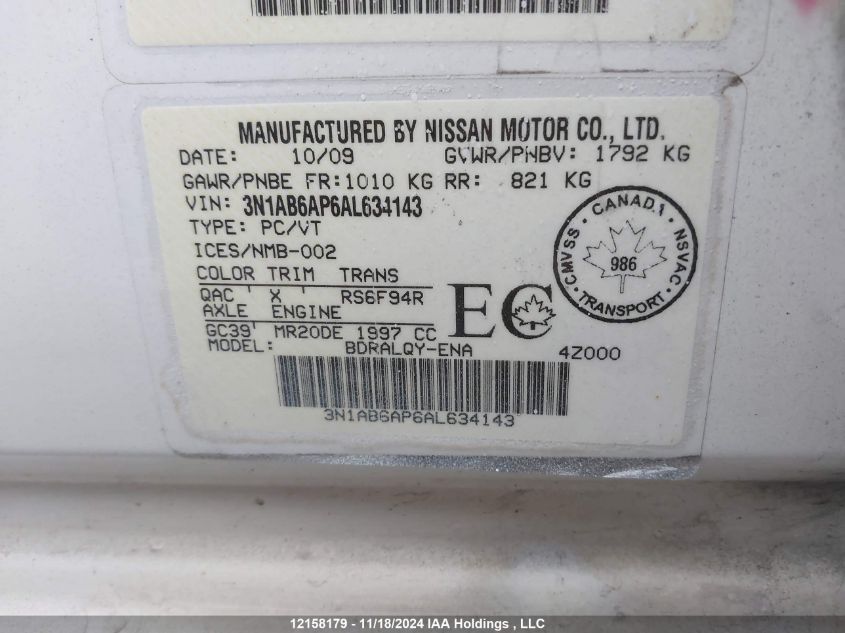 MANUFACTURED BY NISSAN MOTOR CO., LTD.
DATE: 10/09 GVWR/PNBV: 1792 KG
GAWR/PNBE FR:1010 KG RR: 821 KG
VIN: 3N1AB6AP6AL634143
TYPE: PC/VT
ICES/NMB-002
COLOR TRIM TRANS
QAC ' X ' RS6F94R
AXLE ENGINE
GC39' MR20DE 1997 CC
MODEL: BDRALQY-ENA 4Z000
EC
CANADA
CMVSS · NSVAC
986
TRANSPORT
3N1AB6AP6AL634143
12158179 - 11/18/2024 IAA Holdings , LLC